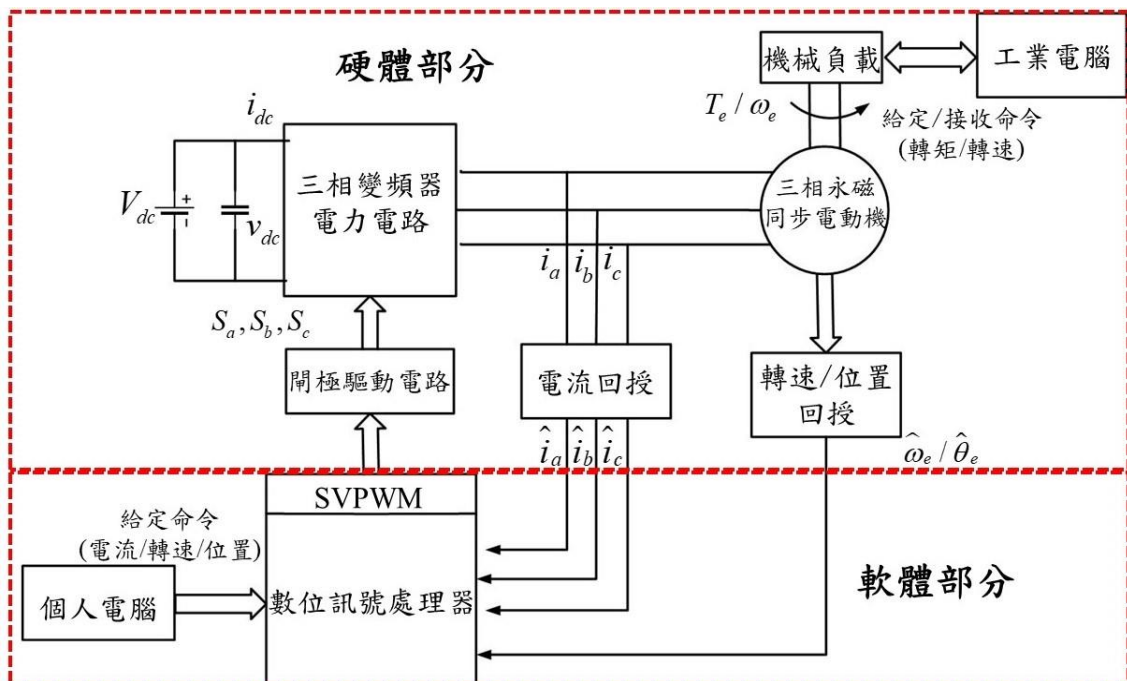 硬體部分
機械負載
工業電腦
T_e / ω_e
給定/接收命令
(轉矩/轉速)
i_dc
三相變頻器
電力電路
三相永磁
同步電動機
V_dc
+
-
v_dc
i_a i_b i_c
S_a, S_b, S_c
閘極驅動電路
電流回授
轉速/位置
回授
î_a î_b î_c
ω̂_e / θ̂_e
SVPWM
給定命令
(電流/轉速/位置)
個人電腦
數位訊號處理器
軟體部分